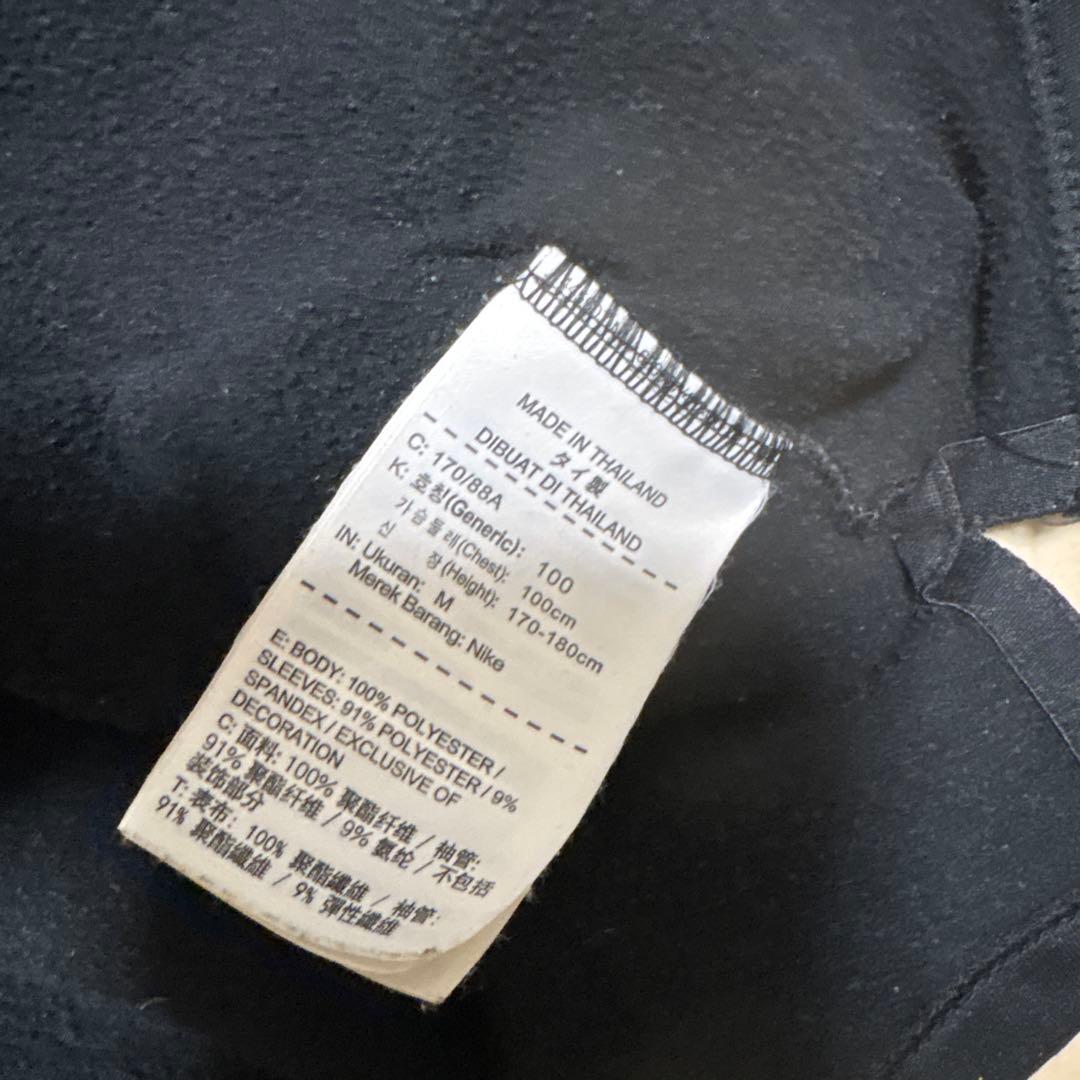 MADE IN THAILAND
タイ製
DIBUAT DI THAILAND
C: 170/88A
K: 호칭(Generic): 100
가슴둘레(Chest): 100cm
신 장(Height): 170-180cm
IN: Ukuran: M
Merek Barang: Nike
E: BODY: 100% POLYESTER /
SLEEVES: 91% POLYESTER / 9%
SPANDEX / EXCLUSIVE OF
DECORATION
C: 面料: 100% 聚酯纤维 / 袖管:
91% 聚酯纤维 / 9% 氨纶 / 不包括
装饰部分
T: 表布: 100% 聚酯纖維 / 袖管:
91% 聚酯纖維 / 9% 彈性纖維